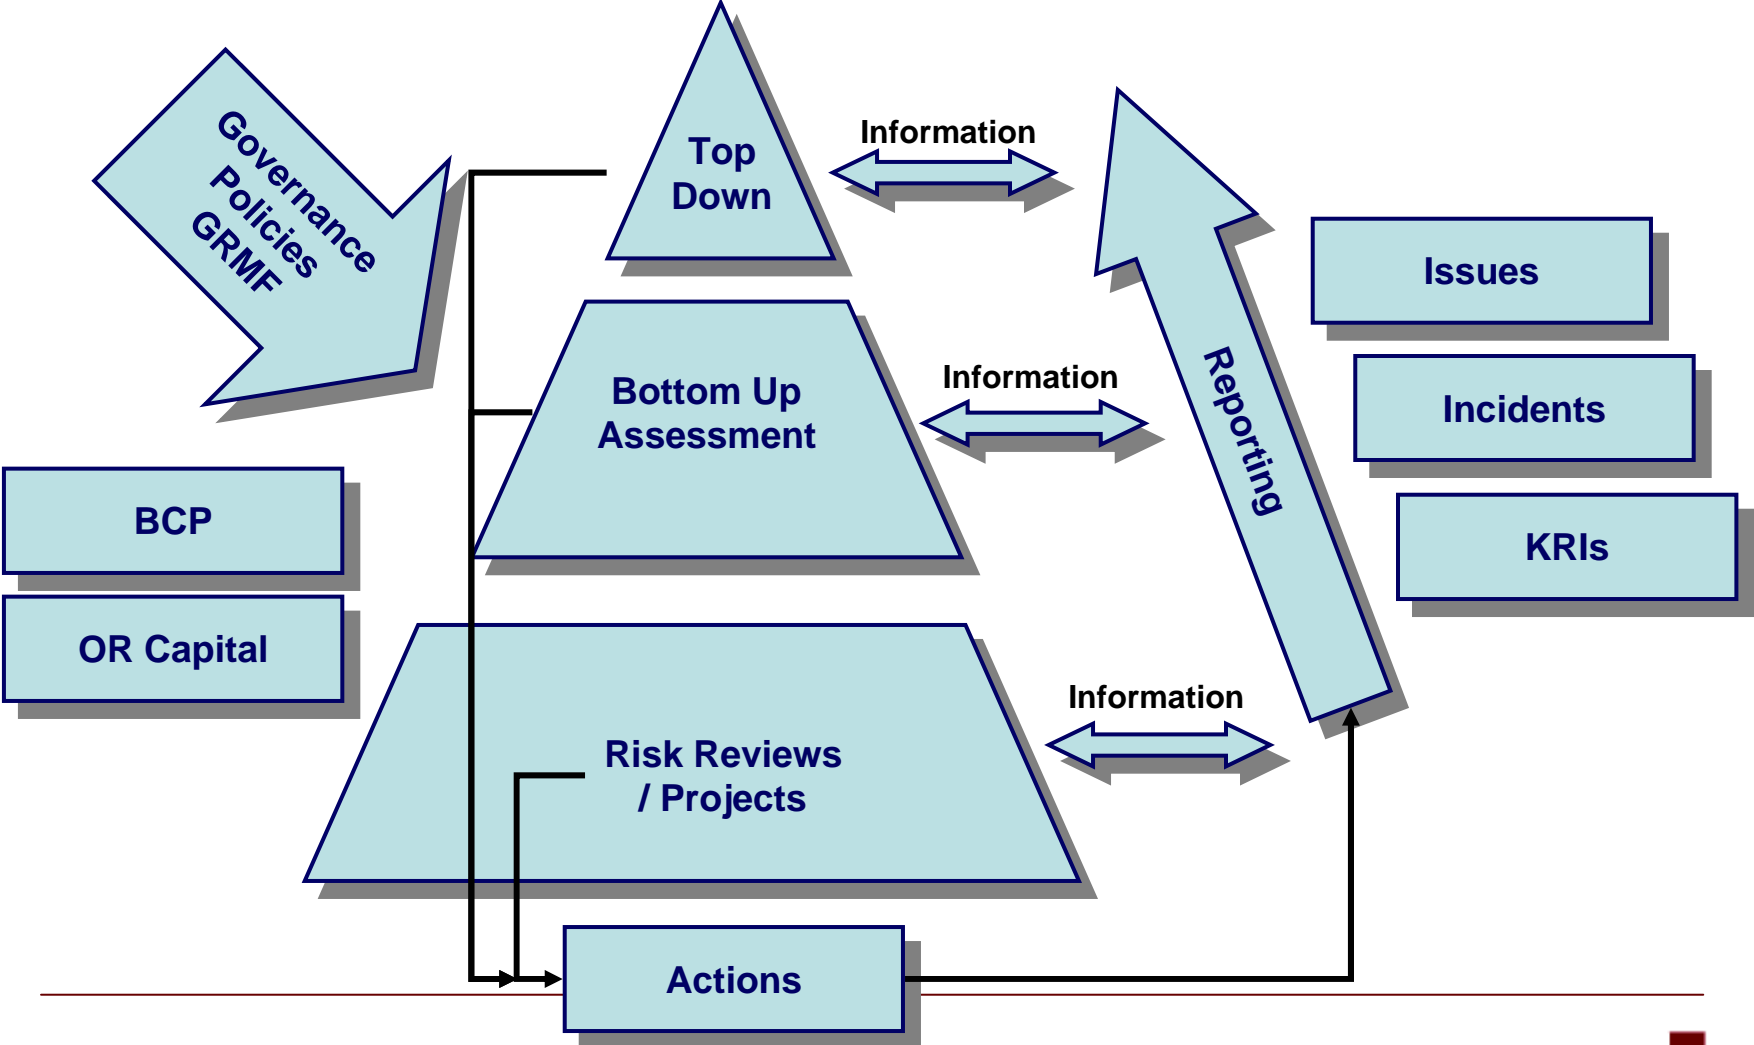 Governance
Policies
GRMF
Top
Down
Information
Issues
Bottom Up
Assessment
Information
Reporting
Incidents
BCP
KRIs
OR Capital
Information
Risk Reviews
/ Projects
Actions